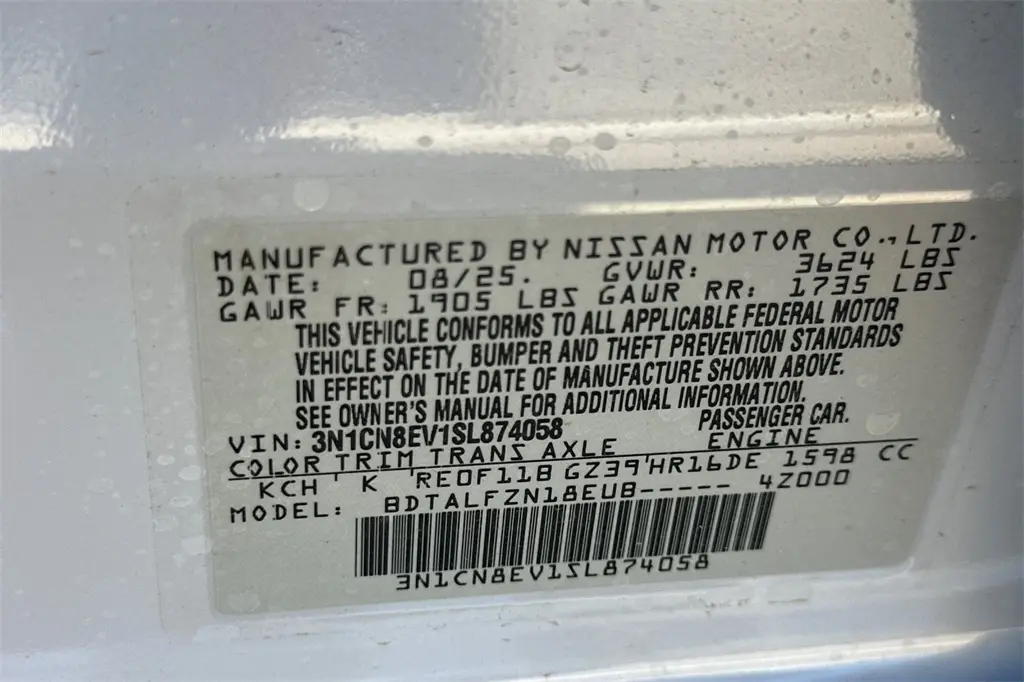 MANUFACTURED BY NISSAN MOTOR CO., LTD.
DATE: 08/25. GVWR: 3624 LBS
GAWR FR: 1905 LBS GAWR RR: 1735 LBS
THIS VEHICLE CONFORMS TO ALL APPLICABLE FEDERAL MOTOR
VEHICLE SAFETY, BUMPER AND THEFT PREVENTION STANDARDS
IN EFFECT ON THE DATE OF MANUFACTURE SHOWN ABOVE.
SEE OWNER'S MANUAL FOR ADDITIONAL INFORMATION.
VIN: 3N1CN8EV1SL874058 PASSENGER CAR.
COLOR TRIM TRANS AXLE ENGINE
KCH K RE0F11B GZ39 HR16DE 1598 CC
MODEL: BDTALFZN18EUB----- 4Z000
3N1CN8EV1SL874058